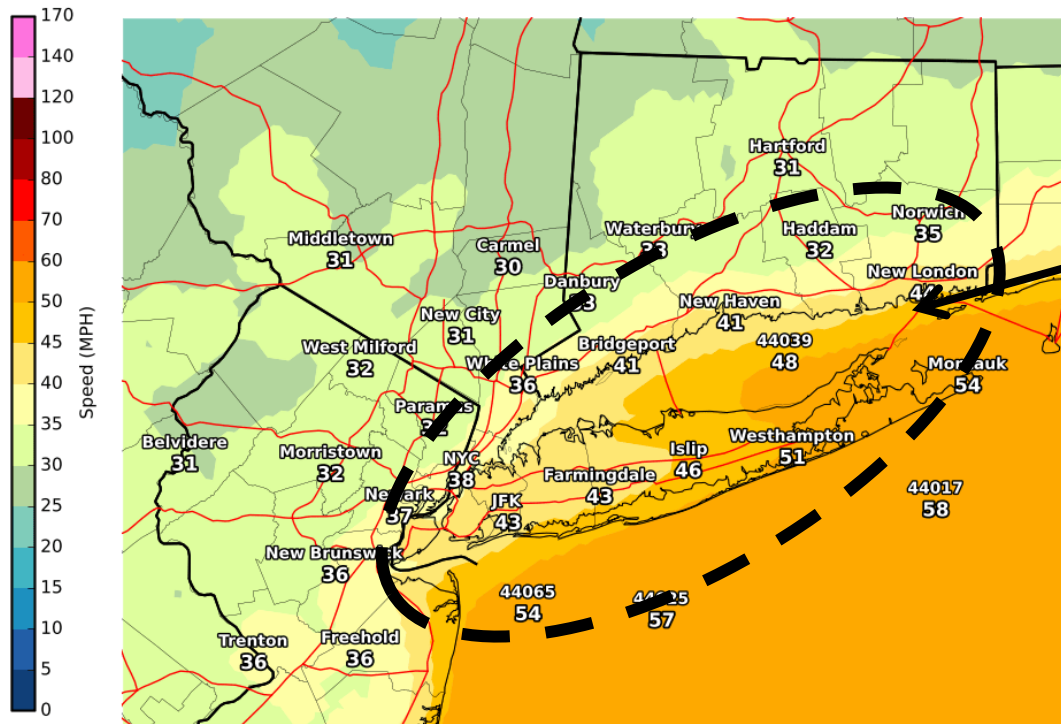 170
140
120
100
80
70
60
50
45
40
35
30
25
20
15
10
5
0
Speed (MPH)
Hartford
31
Norwich
35
Haddam
32
Waterbury
33
Middletown
31
Carmel
30
Danbury
33
New London
44
New Haven
41
New City
31
44039
48
Bridgeport
41
West Milford
32
White Plains
36
Montauk
54
Paramus
32
Belvidere
31
Westhampton
51
Morristown
32
NYC
38
Islip
46
Farmingdale
43
Newark
37
JFK
43
44017
58
New Brunswick
36
44065
54
44025
57
Trenton
36
Freehold
36